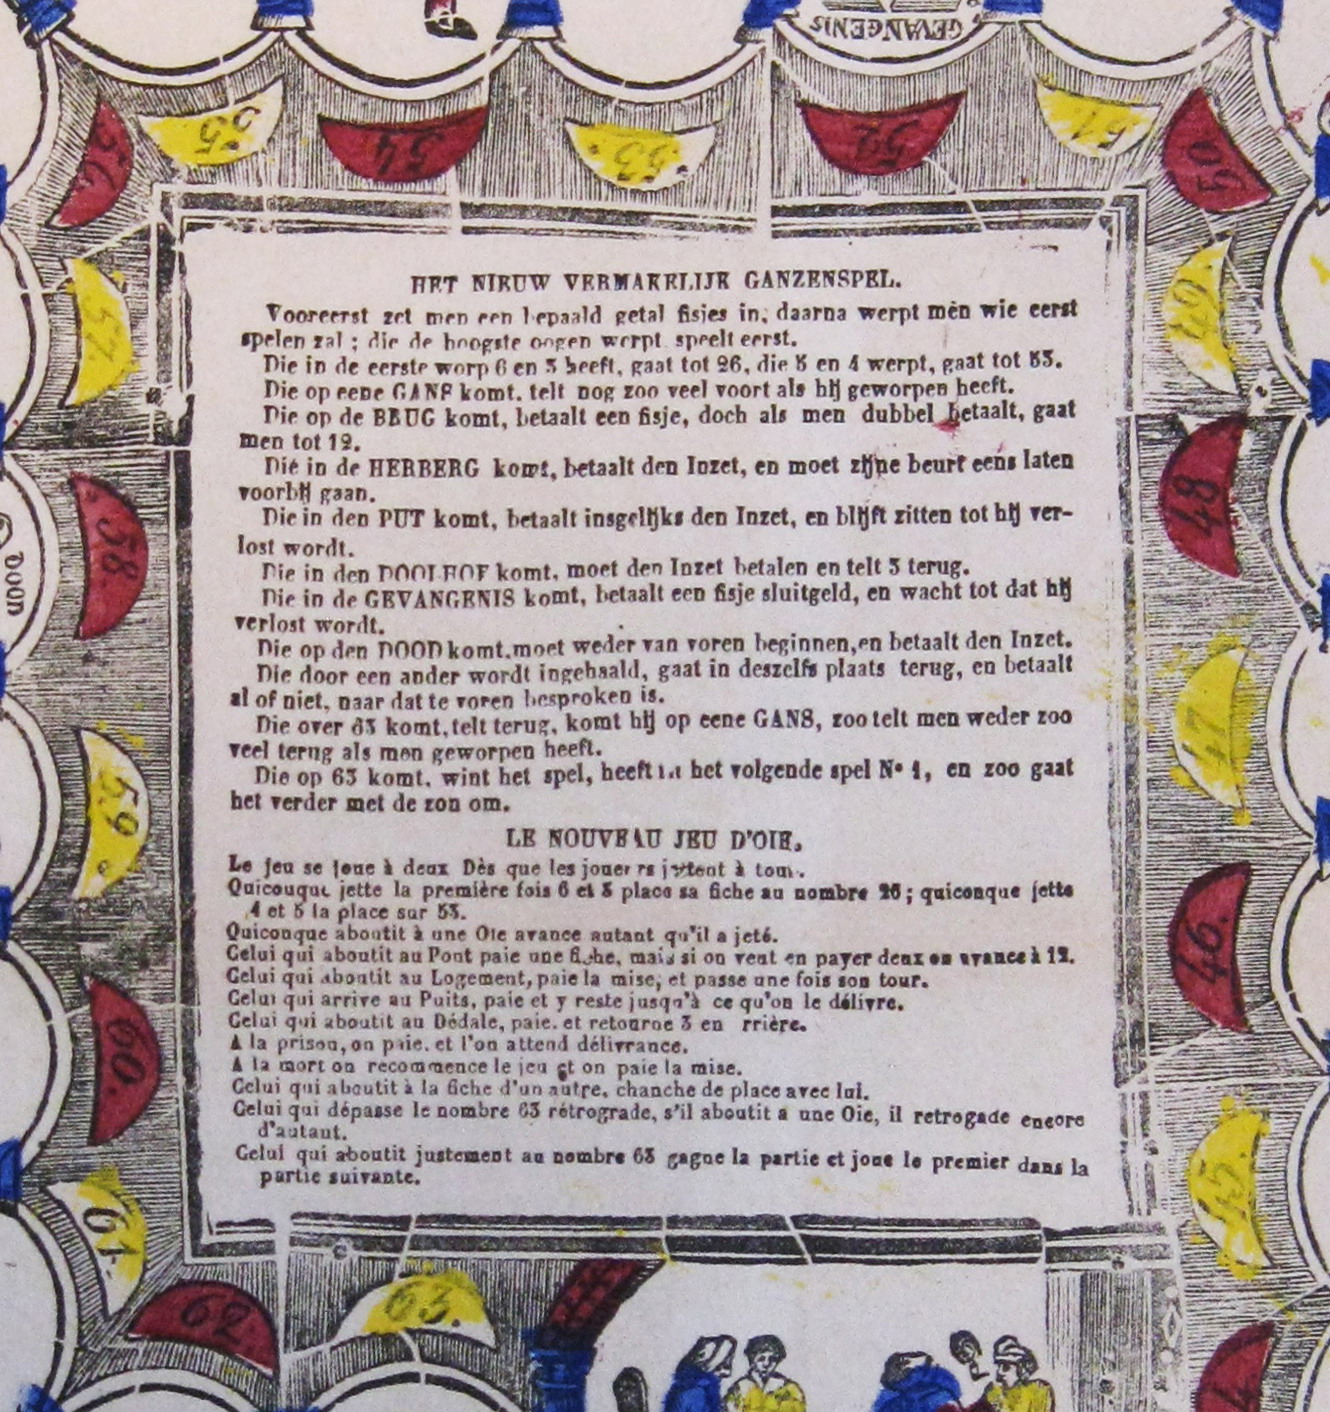 GEVANGENIS
56.
55.
54
53.
52
51.
50
57.
49
58.
48
DOOD
47
59
46.
60.
45.
61.
62
63.
HET NIEUW VERMAKELIJK GANZENSPEL.
Vooreerst zet men een bepaald getal fisjes in, daarna werpt men wie eerst
spelen zal ; die de hoogste oogen werpt speelt eerst.
Die in de eerste worp 6 en 3 heeft, gaat tot 26, die 5 en 4 werpt, gaat tot 53.
Die op eene GANS komt, telt nog zoo veel voort als hij geworpen heeft.
Die op de BRUG komt, betaalt een fisje, doch als men dubbel betaalt, gaat
men tot 12.
Die in de HERBERG komt, betaalt den Inzet, en moet zijne beurt eens laten
voorbij gaan.
Die in den PUT komt, betaalt insgelijks den Inzet, en blijft zitten tot hij ver-
lost wordt.
Die in den DOOLHOF komt, moet den Inzet betalen en telt 3 terug.
Die in de GEVANGENIS komt, betaalt een fisje sluitgeld, en wacht tot dat hij
verlost wordt.
Die op den DOOD komt, moet weder van voren beginnen, en betaalt den Inzet.
Die door een ander wordt ingehaald, gaat in deszelfs plaats terug, en betaalt
al of niet, naar dat te voren besproken is.
Die over 63 komt, telt terug, komt hij op eene GANS, zoo telt men weder zoo
veel terug als men geworpen heeft.
Die op 63 komt, wint het spel, heeft in het volgende spel No 1, en zoo gaat
het verder met de zon om.
LE NOUVEAU JEU D'OIE.
Le jeu se joue à deux Dès que les jouers jettent à tour.
Quicouque jette la première fois 6 et 3 place sa fiche au nombre 26 ; quiconque jette
4 et 5 la place sur 53.
Quiconque aboutit à une Oie avance autant qu'il a jeté.
Celui qui aboutit au Pont paie une fiche, mais si on veut en payer deux on avance à 12.
Celui qui aboutit au Logement, paie la mise, et passe une fois son tour.
Celui qui arrive au Puits, paie et y reste jusqu'à ce qu'on le délivre.
Celui qui aboutit au Dédale, paie, et retourne 3 en rrière.
A la prison, on paie, et l'on attend délivrance.
A la mort on recommence le jeu et on paie la mise.
Celui qui aboutit à la fiche d'un autre, chanche de place avec lui.
Celui qui dépasse le nombre 63 rétrograde, s'il aboutit a une Oie, il retrogade encore
d'autant.
Celui qui aboutit justement au nombre 63 gagne la partie et joue le premier dans la
partie suivante.